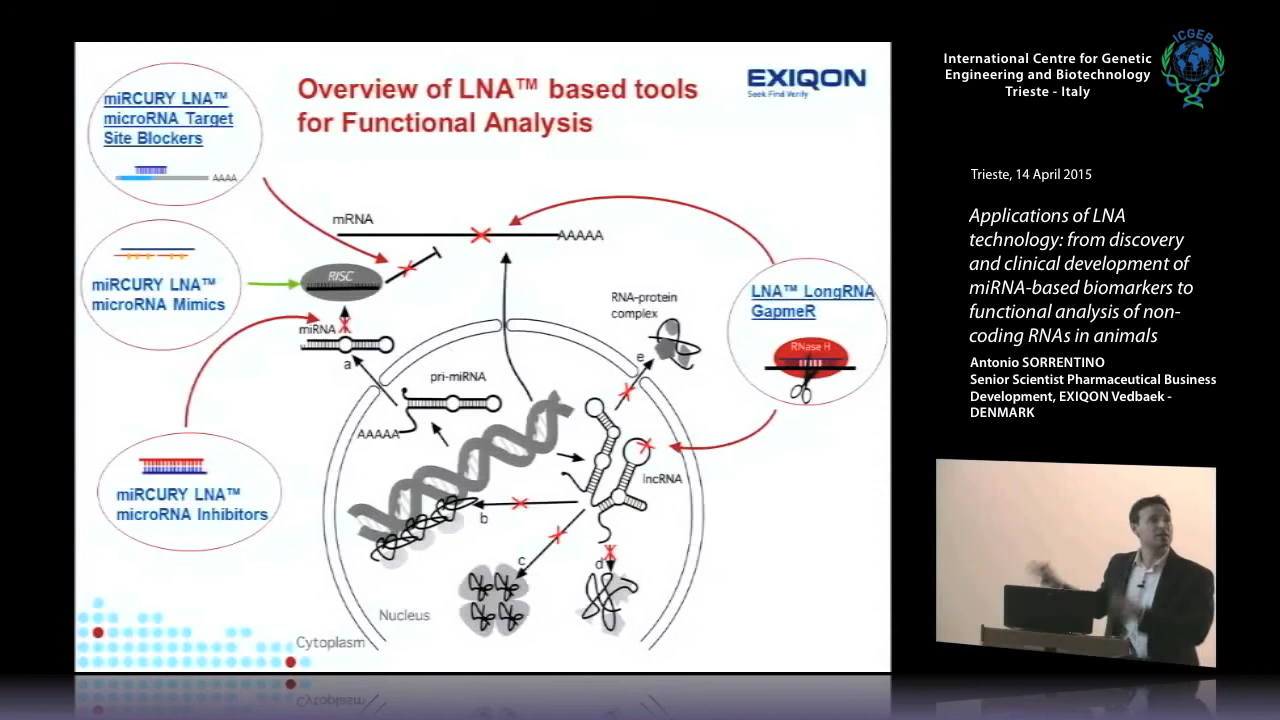 Overview of LNA™ based tools
for Functional Analysis
EXIQON
Seek Find Verify
miRCURY LNA™
microRNA Target
Site Blockers
AAAA
miRCURY LNA™
microRNA Mimics
miRCURY LNA™
microRNA Inhibitors
mRNA
AAAAA
RISC
miRNA
a
pri-miRNA
AAAAA
RNA-protein
complex
e
LNA™ LongRNA
GapmeR
RNase H
lncRNA
b
c
d
Nucleus
Cytoplasm
International Centre for Genetic
Engineering and Biotechnology
Trieste - Italy
ICGEB
Trieste, 14 April 2015
Applications of LNA
technology: from discovery
and clinical development of
miRNA-based biomarkers to
functional analysis of non-
coding RNAs in animals
Antonio SORRENTINO
Senior Scientist Pharmaceutical Business
Development, EXIQON Vedbaek -
DENMARK